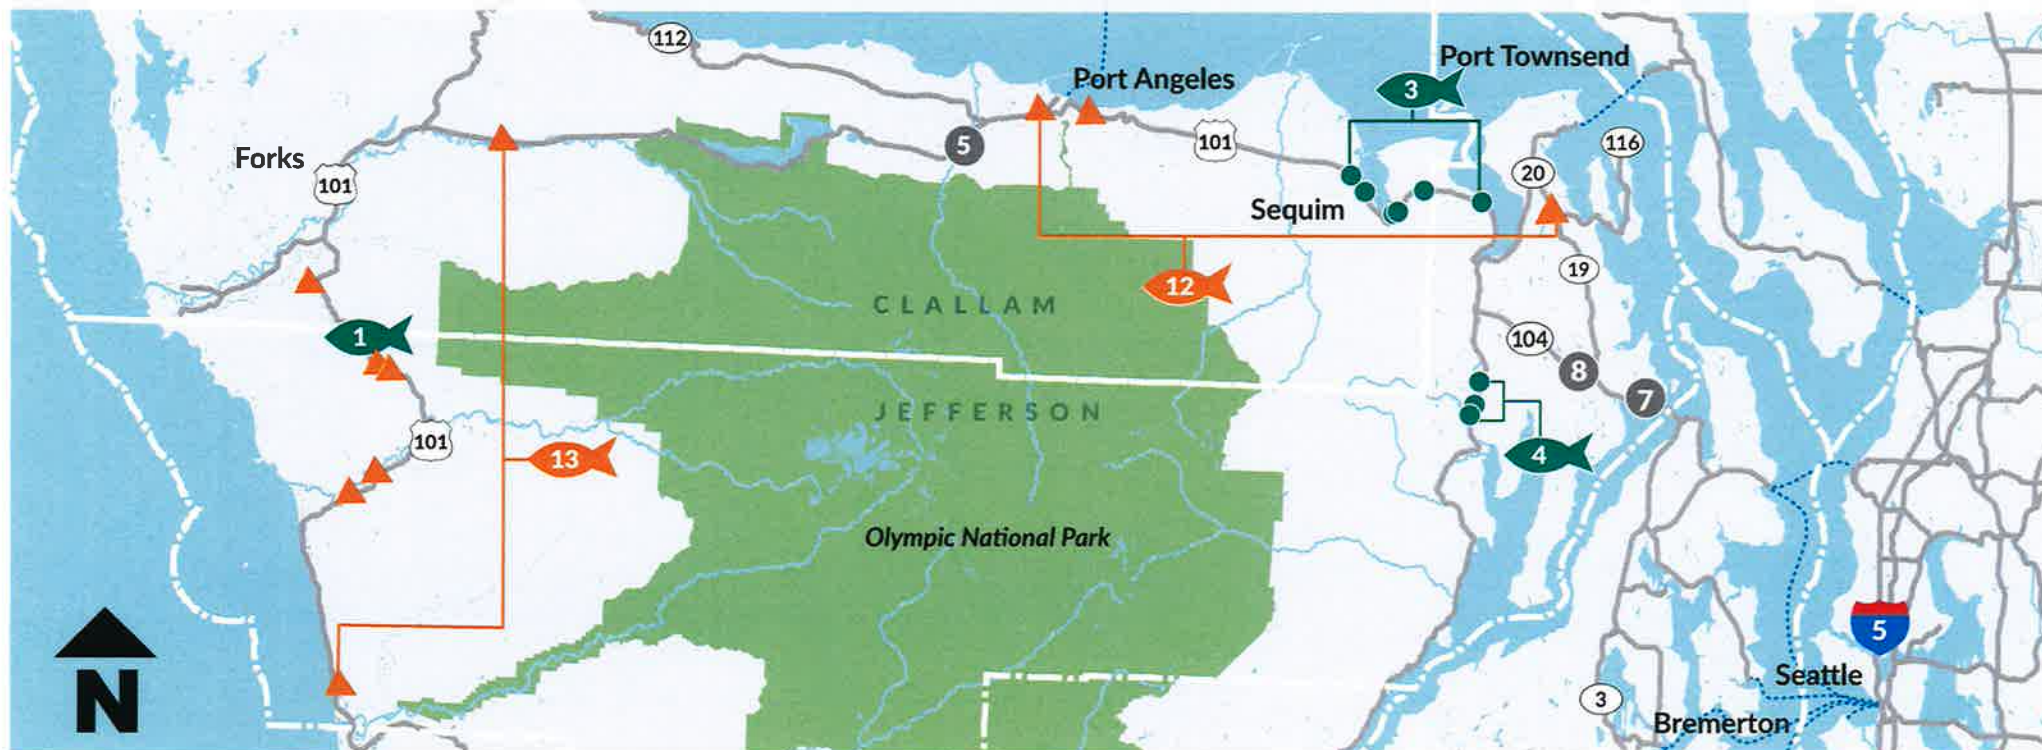 112
Port Townsend
Port Angeles
3
5
101
116
Forks
20
101
Sequim
19
12
CLALLAM
1
104
8
7
JEFFERSON
101
4
13
Olympic National Park
5
Seattle
3
Bremerton
N